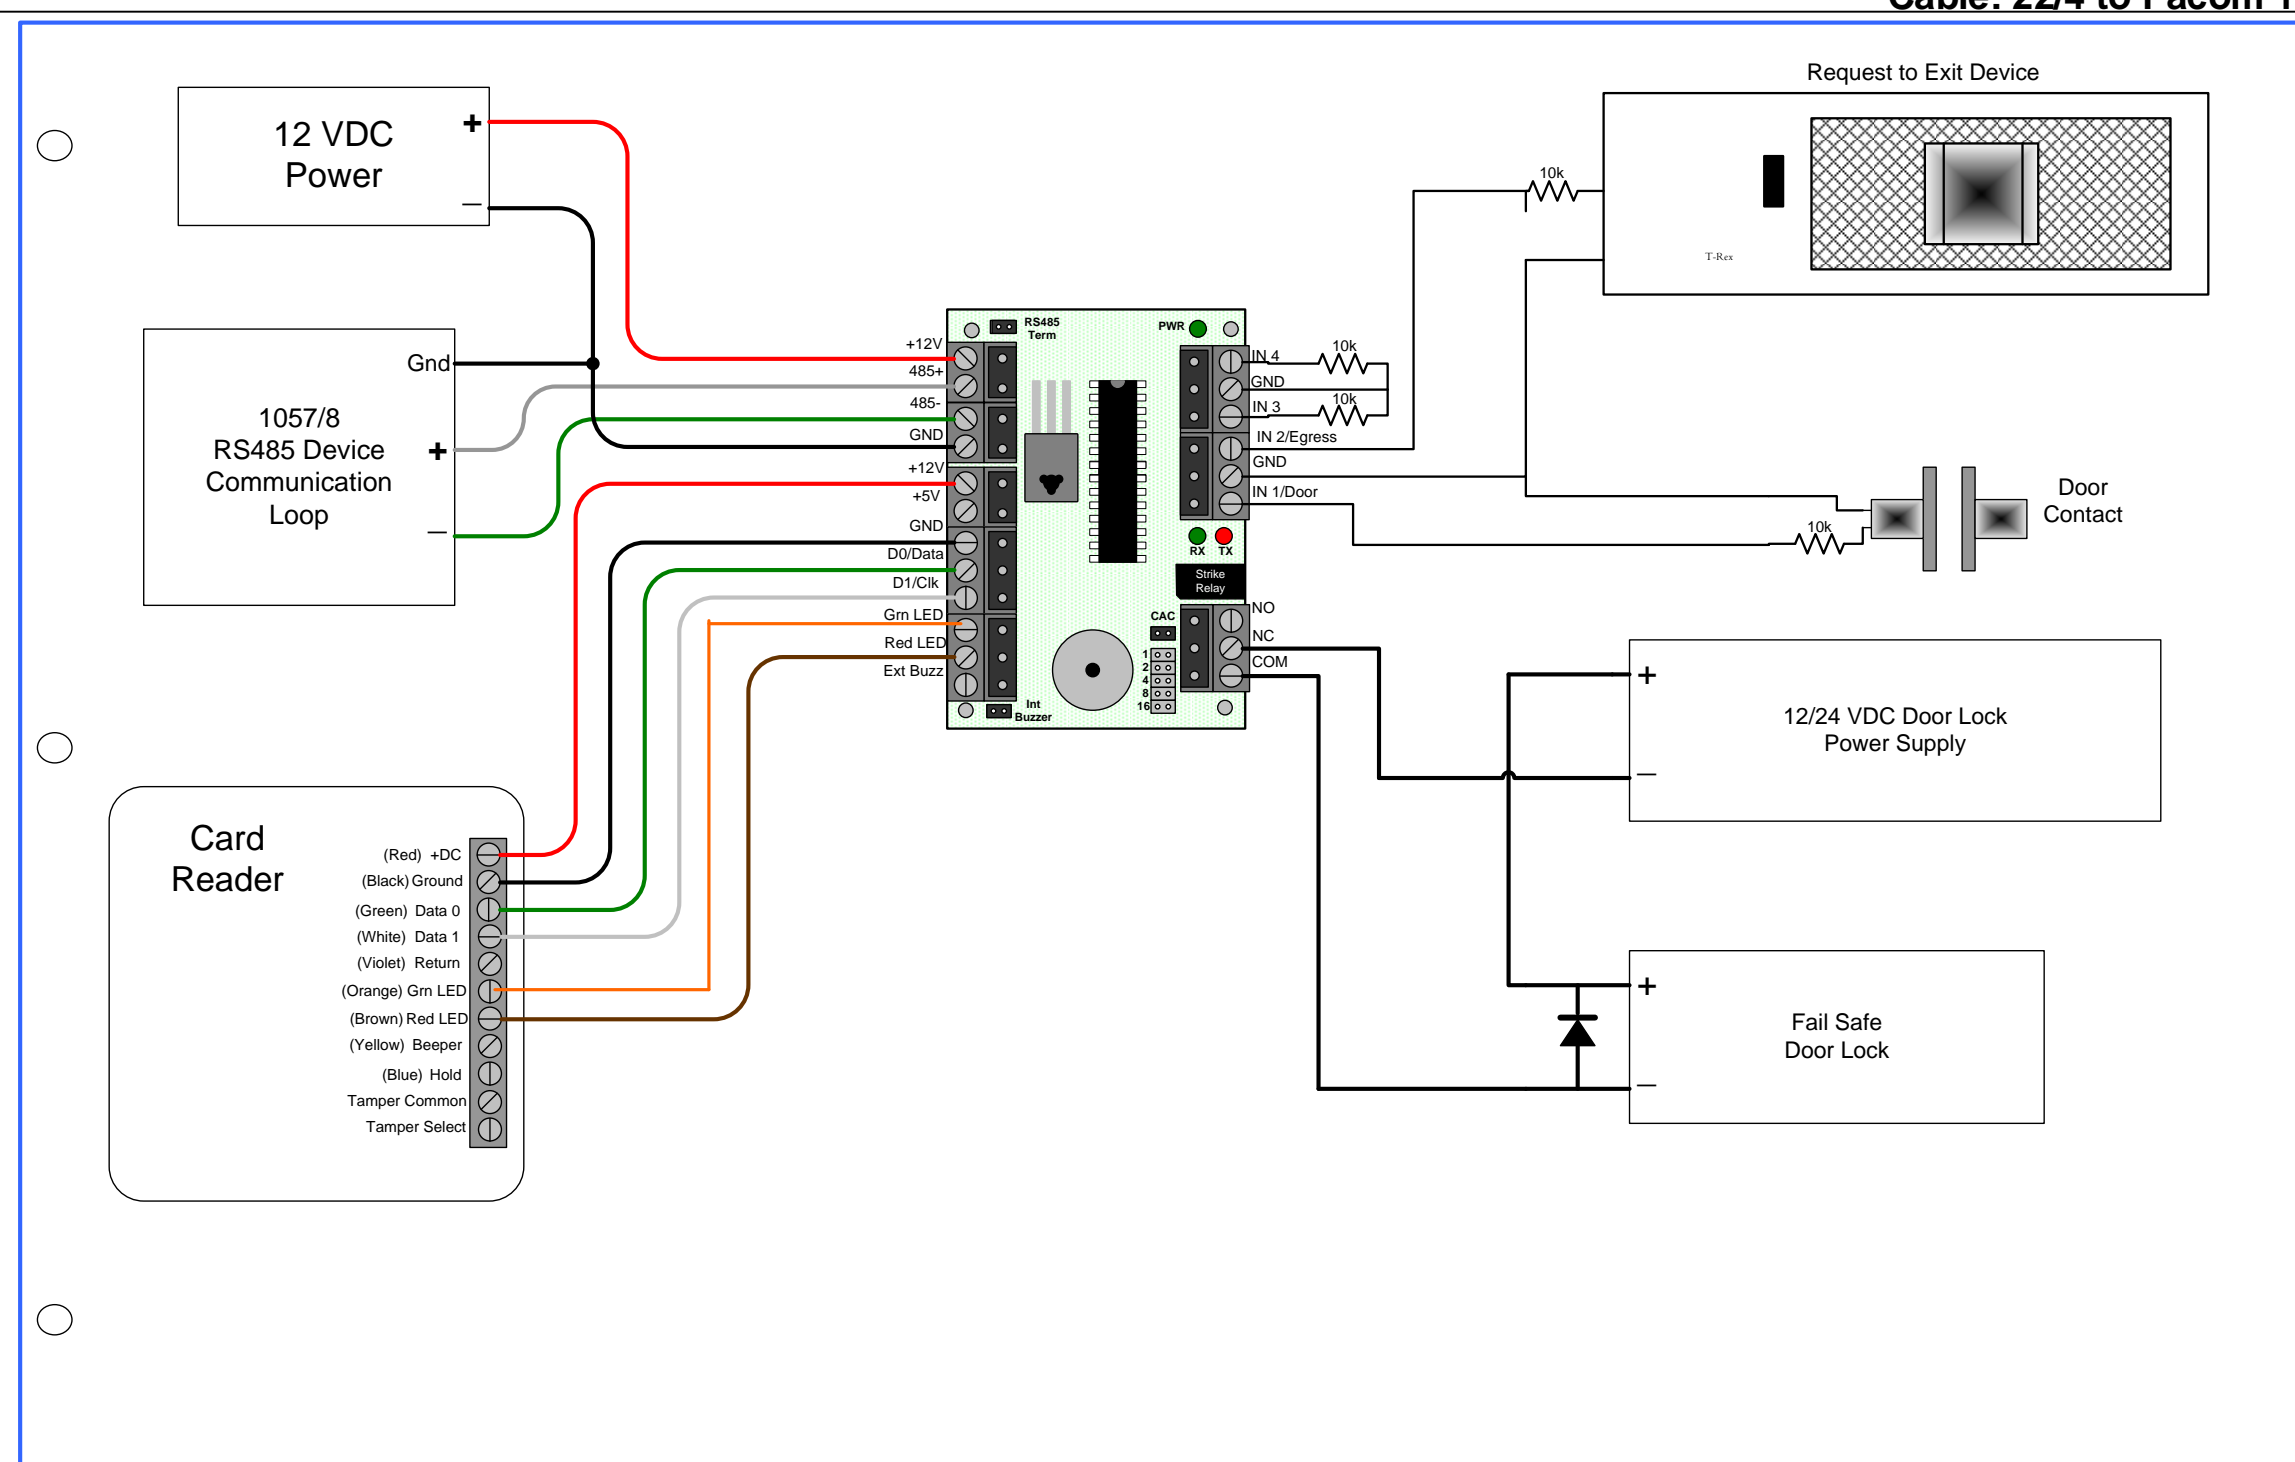 Request to Exit Device
12 VDC
Power
+
–
10k
T-Rex
Gnd
1057/8
RS485 Device
Communication
Loop
+
–
RS485
Term
PWR
+12V
485+
485-
GND
+12V
+5V
GND
D0/Data
D1/Clk
Grn LED
Red LED
Ext Buzz
IN 4
10k
GND
IN 3
10k
IN 2/Egress
GND
IN 1/Door
RX TX
Strike
Relay
NO
CAC
NC
COM
1
2
4
8
16
Int
Buzzer
Door
Contact
10k
+
12/24 VDC Door Lock
Power Supply
–
Card
Reader
(Red) +DC
(Black) Ground
(Green) Data 0
(White) Data 1
(Violet) Return
(Orange) Grn LED
(Brown) Red LED
(Yellow) Beeper
(Blue) Hold
Tamper Common
Tamper Select
+
Fail Safe
Door Lock
–